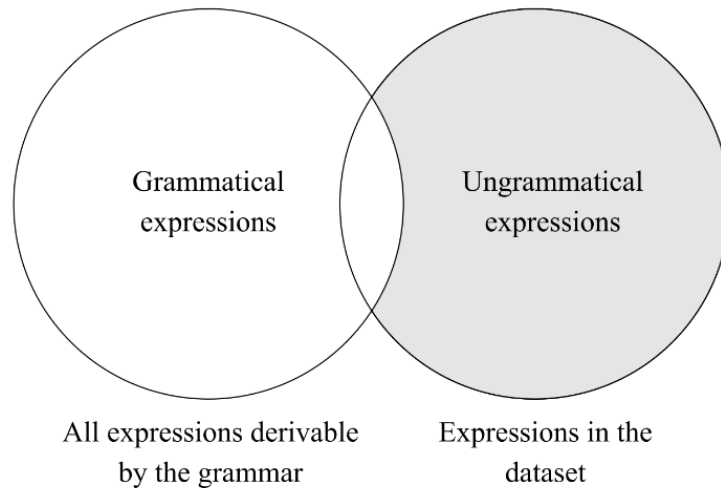 Grammatical
expressions
Ungrammatical
expressions
All expressions derivable
by the grammar
Expressions in the
dataset